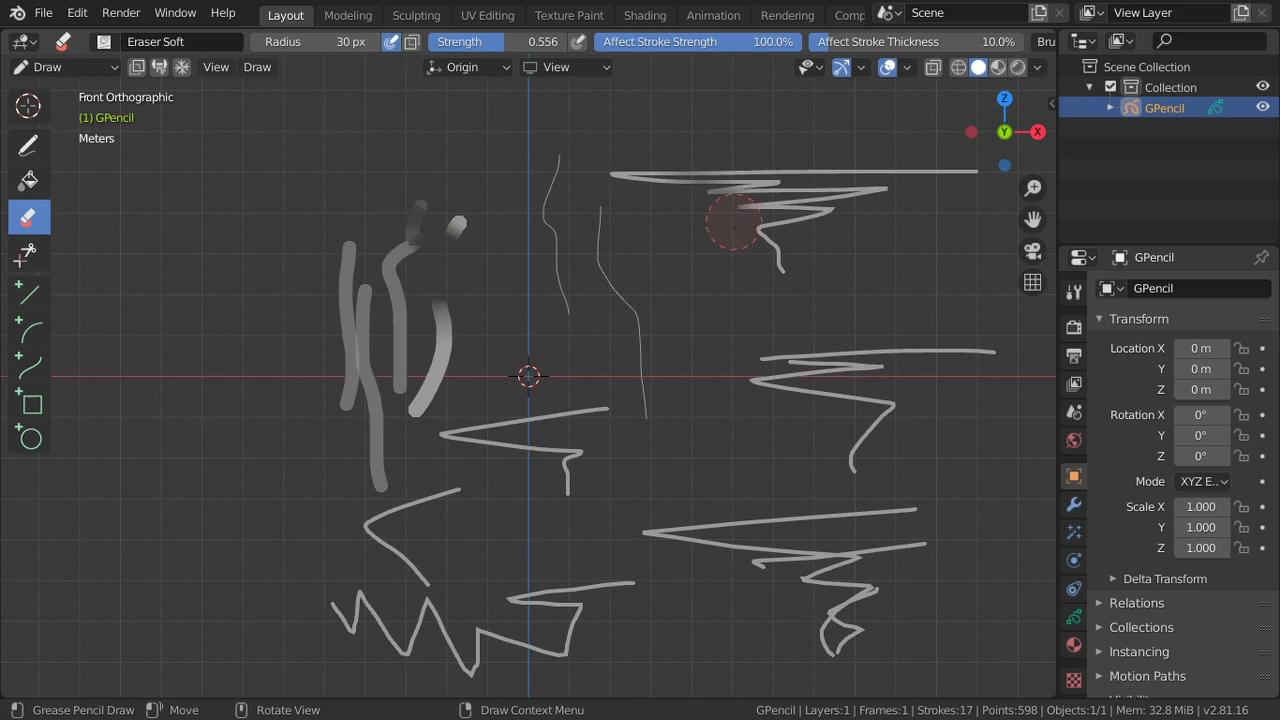 File Edit Render Window Help Layout Modeling Sculpting UV Editing Texture Paint Shading Animation Rendering Comp Scene View Layer
Eraser Soft Radius 30 px Strength 0.556 Affect Stroke Strength 100.0% Affect Stroke Thickness 10.0% Bru
Draw View Draw Origin View
Scene Collection
Collection
GPencil
Front Orthographic
(1) GPencil
Meters
Z
Y
X
GPencil
GPencil
Transform
Location X 0 m
Y 0 m
Z 0 m
Rotation X 0°
Y 0°
Z 0°
Mode XYZ E..
Scale X 1.000
Y 1.000
Z 1.000
Delta Transform
Relations
Collections
Instancing
Motion Paths
Grease Pencil Draw Move Rotate View Draw Context Menu GPencil | Layers:1 | Frames:1 | Strokes:17 | Points:598 | Objects:1/1 | Mem: 32.8 MiB | v2.81.16